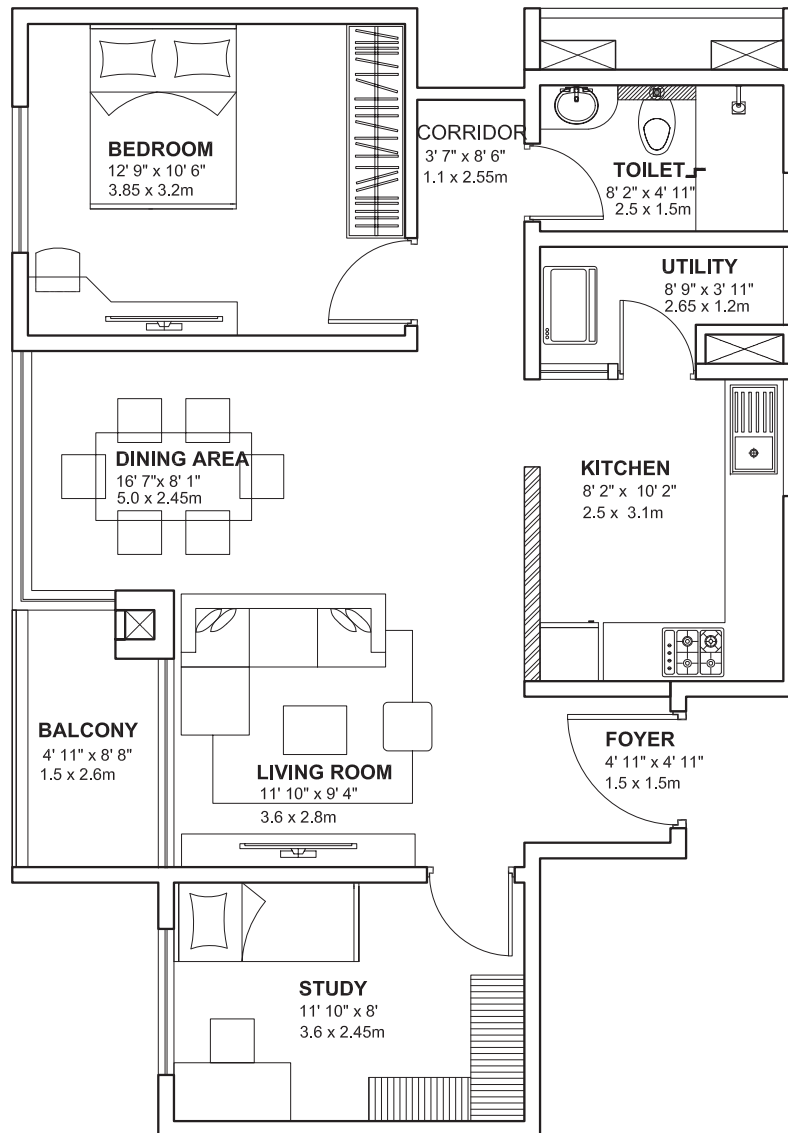 BEDROOM
12' 9" x 10' 6"
3.85 x 3.2m
CORRIDOR
3' 7" x 8' 6"
1.1 x 2.55m
TOILET
8' 2" x 4' 11"
2.5 x 1.5m
UTILITY
8' 9" x 3' 11"
2.65 x 1.2m
DINING AREA
16' 7"x 8' 1"
5.0 x 2.45m
KITCHEN
8' 2" x 10' 2"
2.5 x 3.1m
BALCONY
4' 11" x 8' 8"
1.5 x 2.6m
LIVING ROOM
11' 10" x 9' 4"
3.6 x 2.8m
FOYER
4' 11" x 4' 11"
1.5 x 1.5m
STUDY
11' 10" x 8'
3.6 x 2.45m